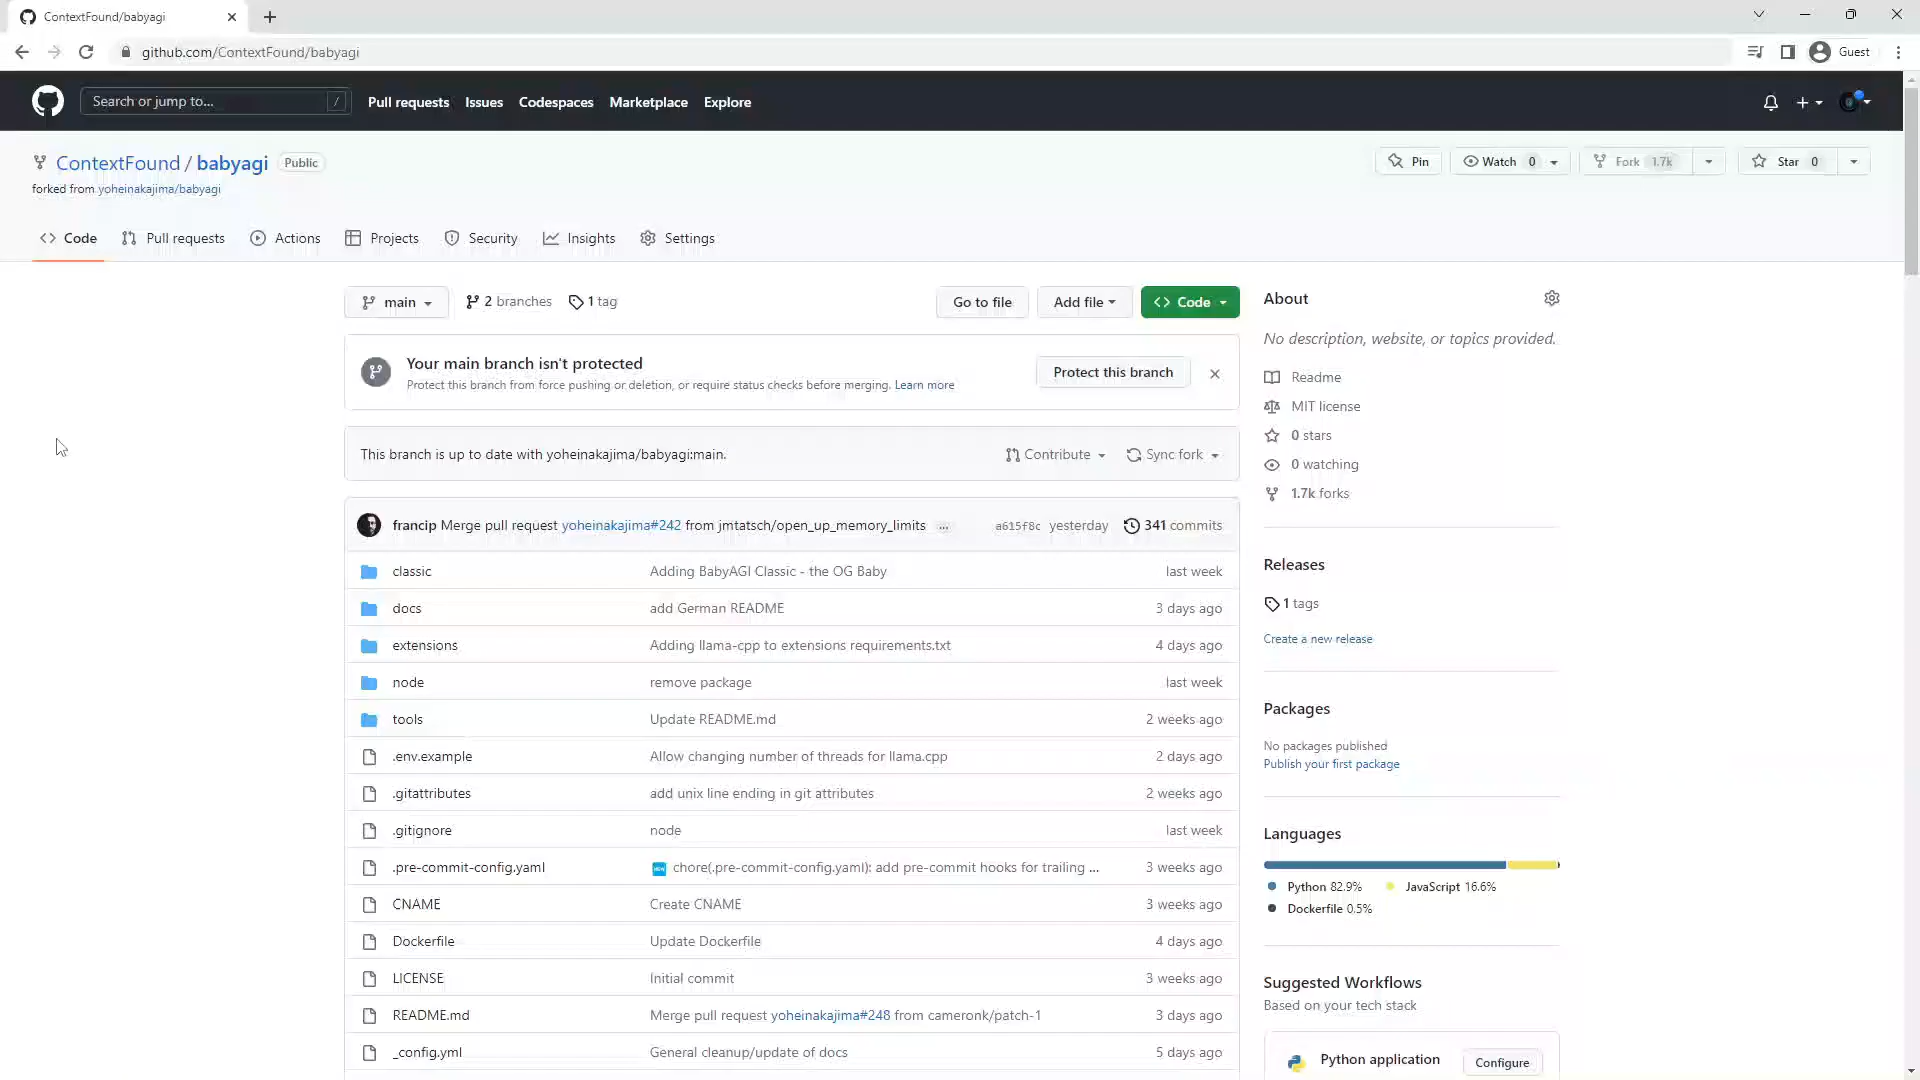 ContextFound/babyagi
github.com/ContextFound/babyagi
Guest
Search or jump to...
/
Pull requests Issues Codespaces Marketplace Explore
ContextFound / babyagi Public
Pin Watch 0 Fork 1.7k Star 0
forked from yoheinakajima/babyagi
Code Pull requests Actions Projects Security Insights Settings
main 2 branches 1 tag Go to file Add file Code
Your main branch isn't protected
Protect this branch from force pushing or deletion, or require status checks before merging. Learn more
Protect this branch
This branch is up to date with yoheinakajima/babyagi:main. Contribute Sync fork
francip Merge pull request yoheinakajima#242 from jmtatsch/open_up_memory_limits ... a615f8c yesterday 341 commits
classic Adding BabyAGI Classic - the OG Baby last week
docs add German README 3 days ago
extensions Adding llama-cpp to extensions requirements.txt 4 days ago
node remove package last week
tools Update README.md 2 weeks ago
.env.example Allow changing number of threads for llama.cpp 2 days ago
.gitattributes add unix line ending in git attributes 2 weeks ago
.gitignore node last week
.pre-commit-config.yaml chore(.pre-commit-config.yaml): add pre-commit hooks for trailing ... 3 weeks ago
CNAME Create CNAME 3 weeks ago
Dockerfile Update Dockerfile 4 days ago
LICENSE Initial commit 3 weeks ago
README.md Merge pull request yoheinakajima#248 from cameronk/patch-1 3 days ago
_config.yml General cleanup/update of docs 5 days ago
About
No description, website, or topics provided.
Readme
MIT license
0 stars
0 watching
1.7k forks
Releases
1 tags
Create a new release
Packages
No packages published
Publish your first package
Languages
Python 82.9% JavaScript 16.6%
Dockerfile 0.5%
Suggested Workflows
Based on your tech stack
Python application Configure